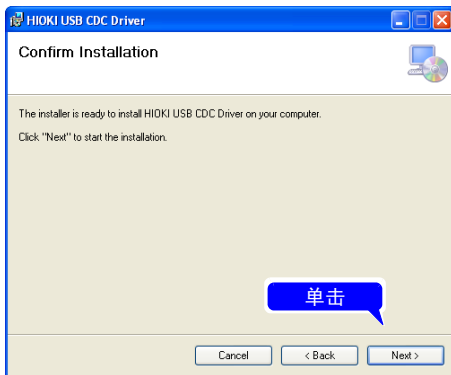 HIOKI USB CDC Driver
Confirm Installation
The installer is ready to install HIOKI USB CDC Driver on your computer.
Click "Next" to start the installation.
单击
Cancel
< Back
Next >